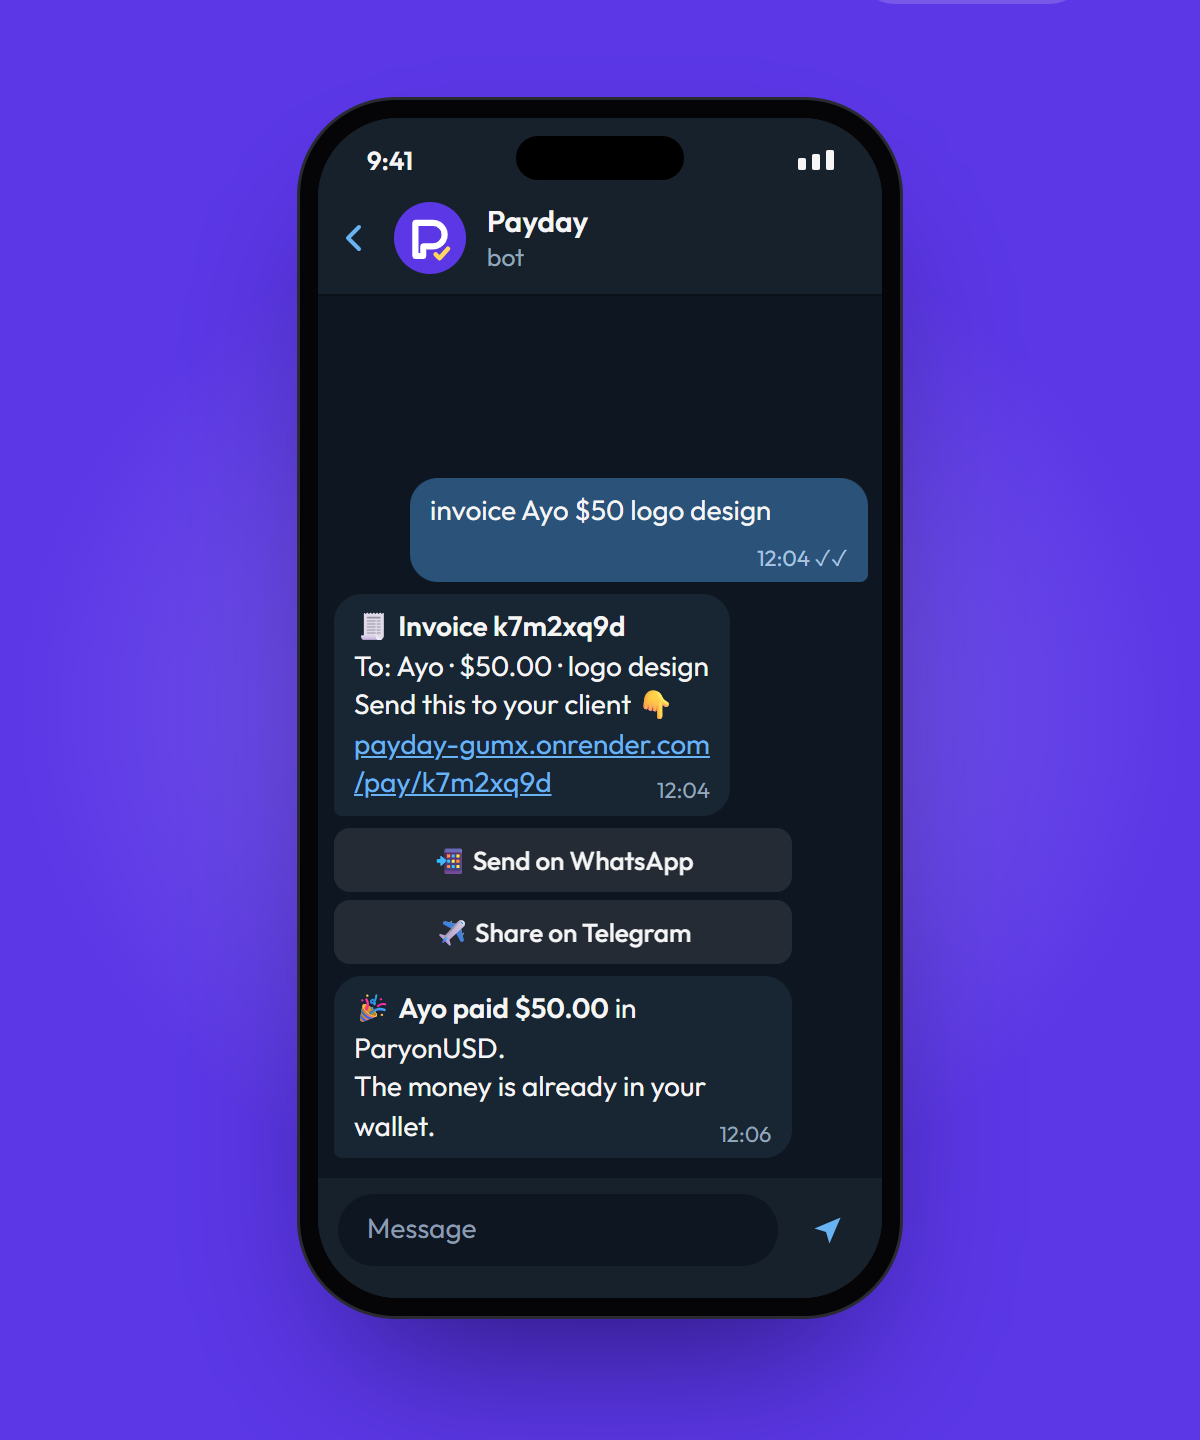 9:41
Payday
bot
invoice Ayo $50 logo design
12:04 ✓✓
🧾 Invoice k7m2xq9d
To: Ayo · $50.00 · logo design
Send this to your client 👇
payday-gumx.onrender.com
/pay/k7m2xq9d
12:04
📲 Send on WhatsApp
✈️ Share on Telegram
🎉 Ayo paid $50.00 in
ParyonUSD.
The money is already in your
wallet.
12:06
Message